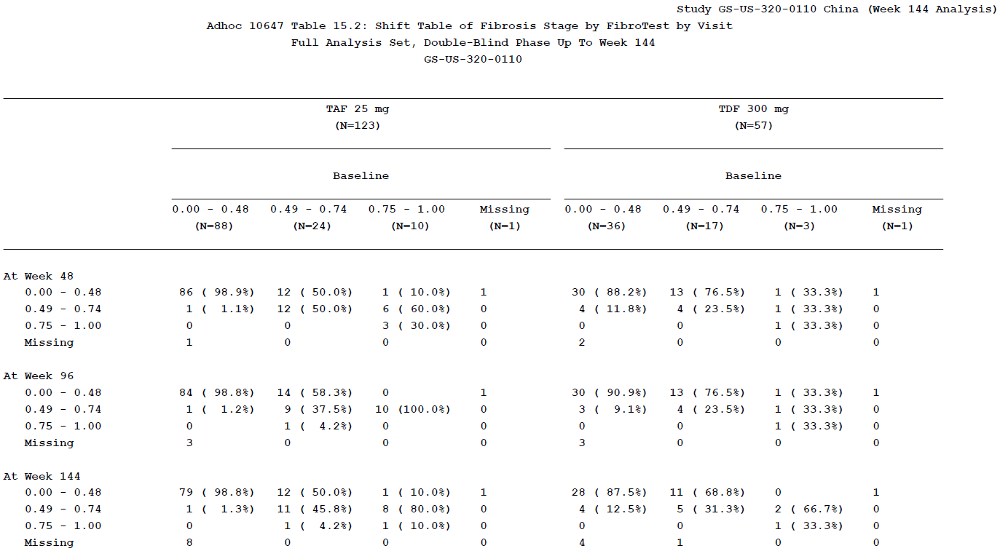 Study GS-US-320-0110 China (Week 144 Analysis)
Adhoc 10647 Table 15.2: Shift Table of Fibrosis Stage by FibroTest by Visit
Full Analysis Set, Double-Blind Phase Up To Week 144
GS-US-320-0110
TAF 25 mg TDF 300 mg
(N=123) (N=57)
Baseline Baseline
0.00 - 0.48 0.49 - 0.74 0.75 - 1.00 Missing 0.00 - 0.48 0.49 - 0.74 0.75 - 1.00 Missing
(N=88) (N=24) (N=10) (N=1) (N=36) (N=17) (N=3) (N=1)
At Week 48
0.00 - 0.48 86 ( 98.9%) 12 ( 50.0%) 1 ( 10.0%) 1 30 ( 88.2%) 13 ( 76.5%) 1 ( 33.3%) 1
0.49 - 0.74 1 ( 1.1%) 12 ( 50.0%) 6 ( 60.0%) 0 4 ( 11.8%) 4 ( 23.5%) 1 ( 33.3%) 0
0.75 - 1.00 0 0 3 ( 30.0%) 0 0 0 1 ( 33.3%) 0
Missing 1 0 0 0 2 0 0 0
At Week 96
0.00 - 0.48 84 ( 98.8%) 14 ( 58.3%) 0 1 30 ( 90.9%) 13 ( 76.5%) 1 ( 33.3%) 1
0.49 - 0.74 1 ( 1.2%) 9 ( 37.5%) 10 (100.0%) 0 3 ( 9.1%) 4 ( 23.5%) 1 ( 33.3%) 0
0.75 - 1.00 0 1 ( 4.2%) 0 0 0 0 1 ( 33.3%) 0
Missing 3 0 0 0 3 0 0 0
At Week 144
0.00 - 0.48 79 ( 98.8%) 12 ( 50.0%) 1 ( 10.0%) 1 28 ( 87.5%) 11 ( 68.8%) 0 1
0.49 - 0.74 1 ( 1.3%) 11 ( 45.8%) 8 ( 80.0%) 0 4 ( 12.5%) 5 ( 31.3%) 2 ( 66.7%) 0
0.75 - 1.00 0 1 ( 4.2%) 1 ( 10.0%) 0 0 0 1 ( 33.3%) 0
Missing 8 0 0 0 4 1 0 0